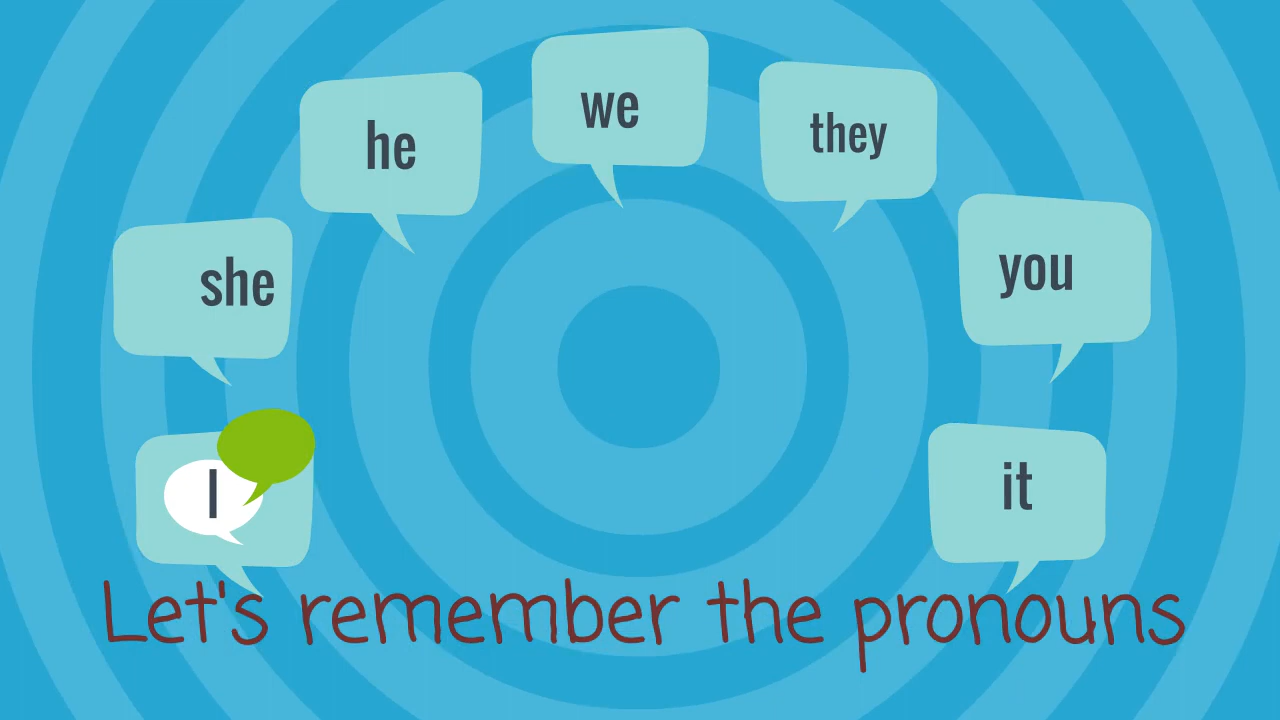 we
they
he
you
she
it
I
Let's remember the pronouns